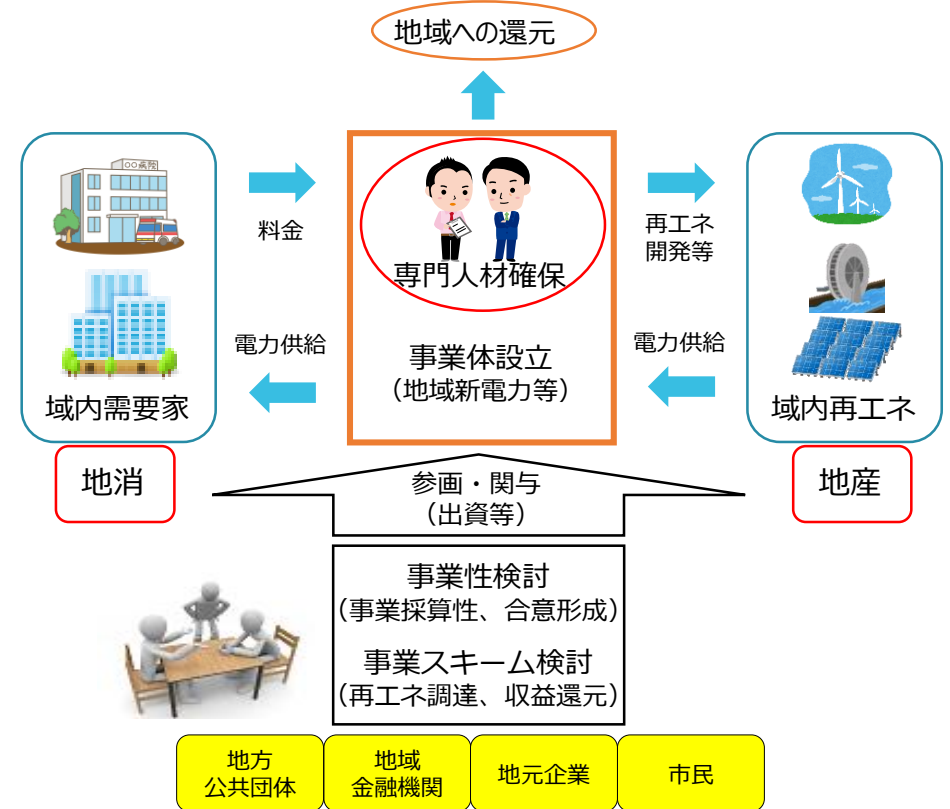 地域への還元
○○病院
料金
専門人材確保
再エネ
開発等
電力供給
事業体設立
(地域新電力等)
電力供給
域内需要家
域内再エネ
地消
地産
参画・関与
(出資等)
事業性検討
(事業採算性、合意形成)
事業スキーム検討
(再エネ調達、収益還元)
地方
公共団体
地域
金融機関
地元企業
市民